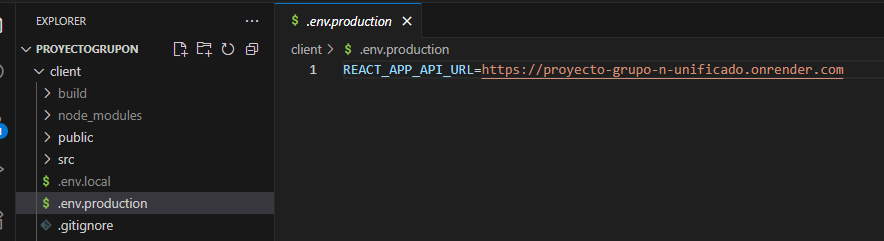 EXPLORER
...
PROYECTOGRUPON
client
build
node_modules
public
src
$ .env.local
$ .env.production
.gitignore
$ .env.production ×
client > $ .env.production
1 REACT_APP_API_URL=https://proyecto-grupo-n-unificado.onrender.com